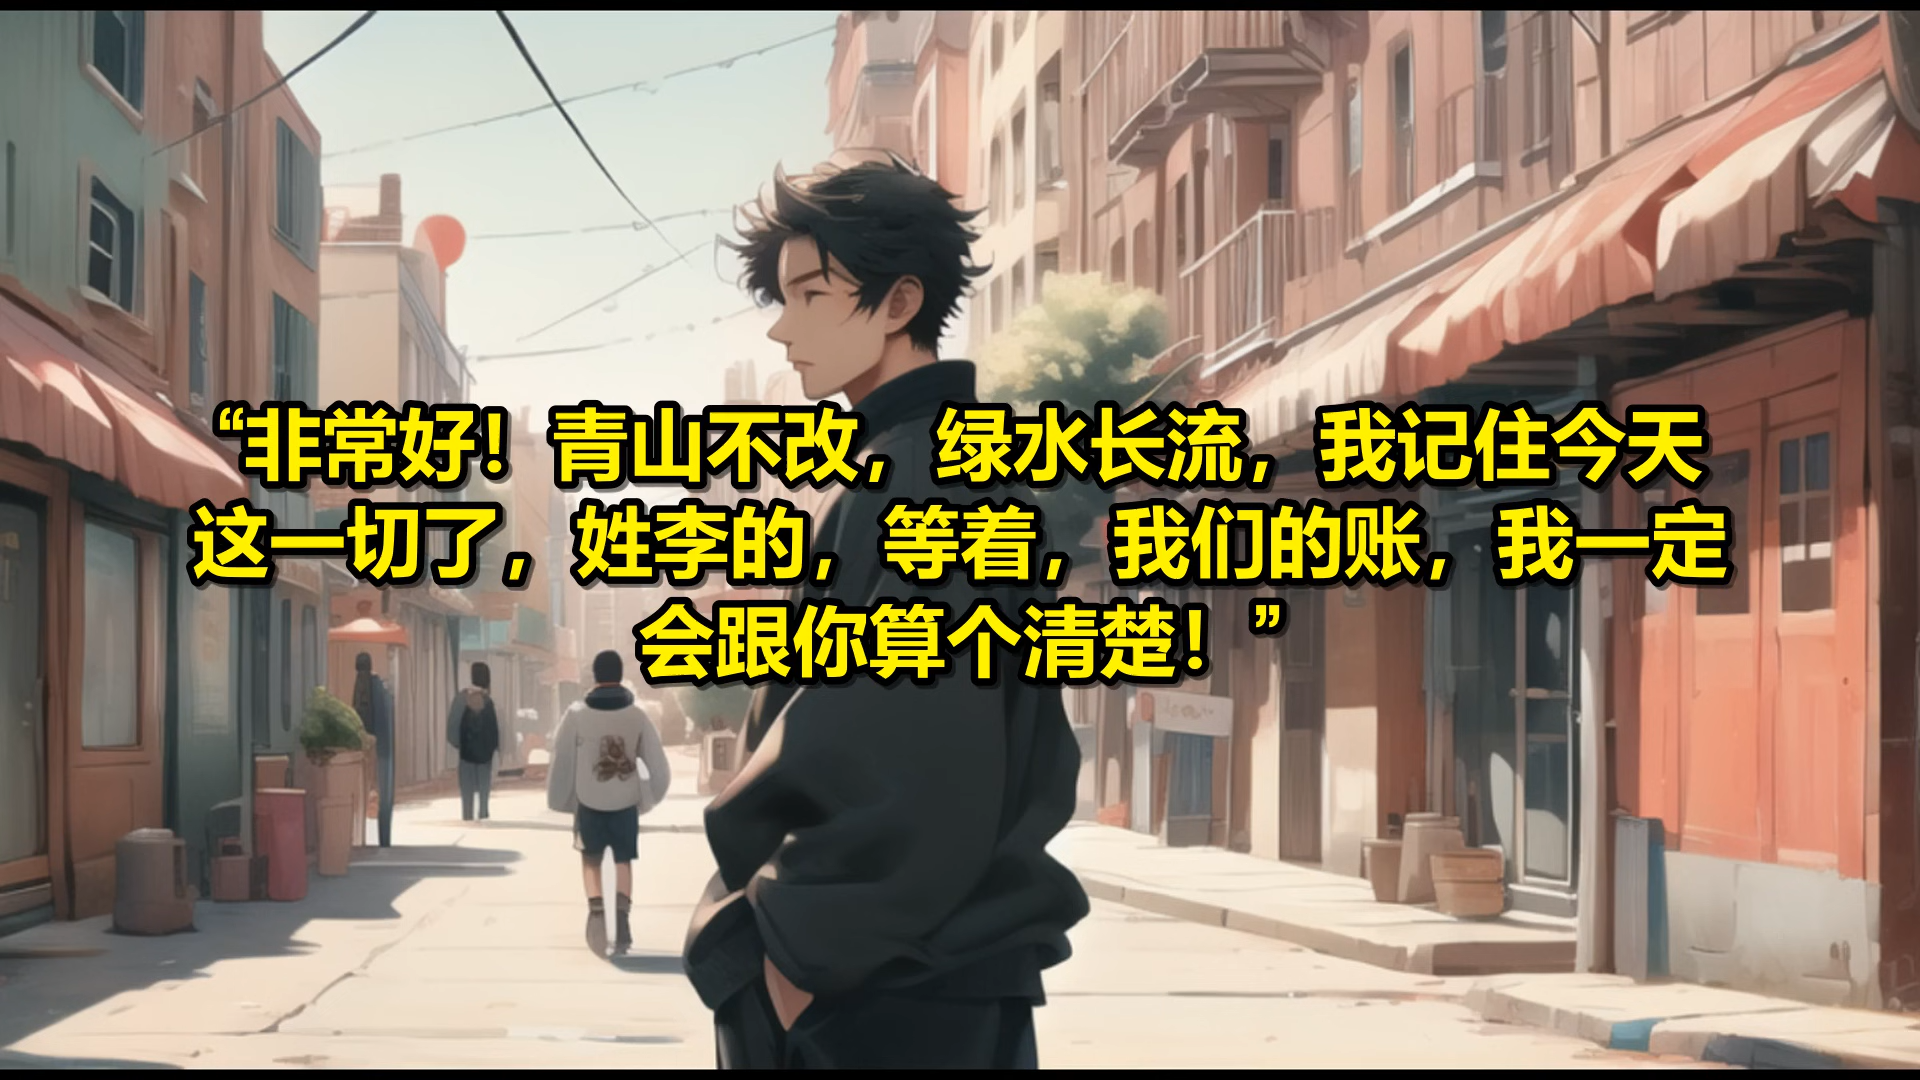 “非常好！青山不改，绿水长流，我记住今天
这一切了，姓李的，等着，我们的账，我一定
会跟你算个清楚！”